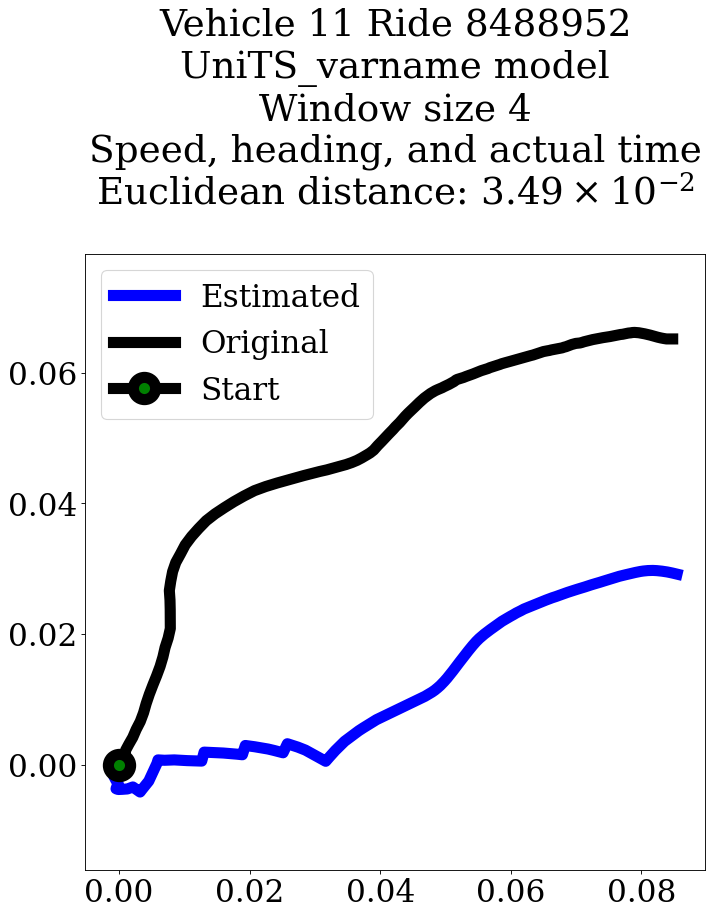 Vehicle 11 Ride 8488952
UniTS_varname model
Window size 4
Speed, heading, and actual time
Euclidean distance: 3.49 × 10⁻²
Estimated
Original
Start
0.06
0.04
0.02
0.00
0.00 0.02 0.04 0.06 0.08